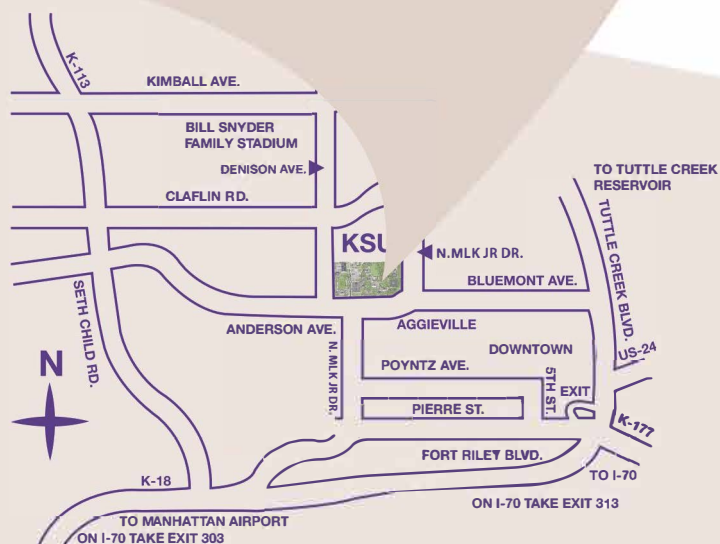 K-113
KIMBALL AVE.
BILL SNYDER
FAMILY STADIUM
DENISON AVE.
CLAFLIN RD.
TO TUTTLE CREEK
RESERVOIR
TUTTLE CREEK BLVD.
KSU
N.MLK JR DR.
BLUEMONT AVE.
SETH CHILD RD.
ANDERSON AVE.
AGGIEVILLE
N. MLK JR DR.
DOWNTOWN
US-24
POYNTZ AVE.
5TH ST.
EXIT
N
PIERRE ST.
K-177
FORT RILEY BLVD.
K-18
TO I-70
ON I-70 TAKE EXIT 313
TO MANHATTAN AIRPORT
ON I-70 TAKE EXIT 303